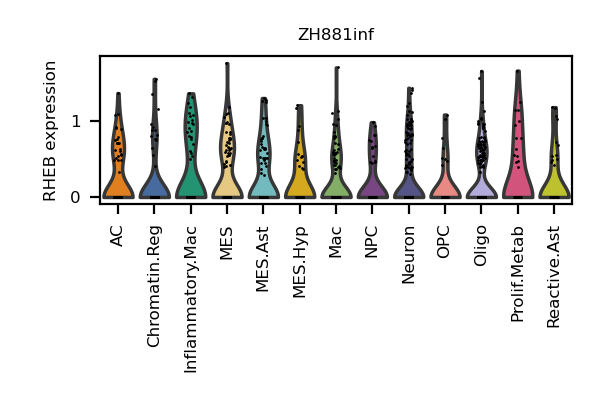 ZH881inf
RHEB expression
1
0
AC
Chromatin.Reg
Inflammatory.Mac
MES
MES.Ast
MES.Hyp
Mac
NPC
Neuron
OPC
Oligo
Prolif.Metab
Reactive.Ast